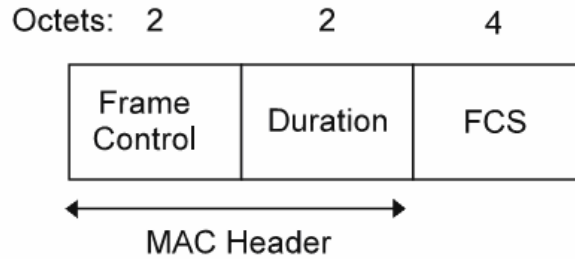 Octets: 2 2 4
Frame
Control
Duration
FCS
MAC Header